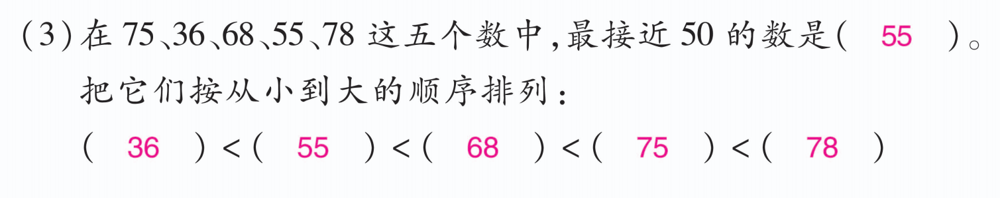 (3)在 75、36、68、55、78 这五个数中,最接近 50 的数是( 55 )。
把它们按从小到大的顺序排列:
( 36 )<( 55 )<( 68 )<( 75 )<( 78 )